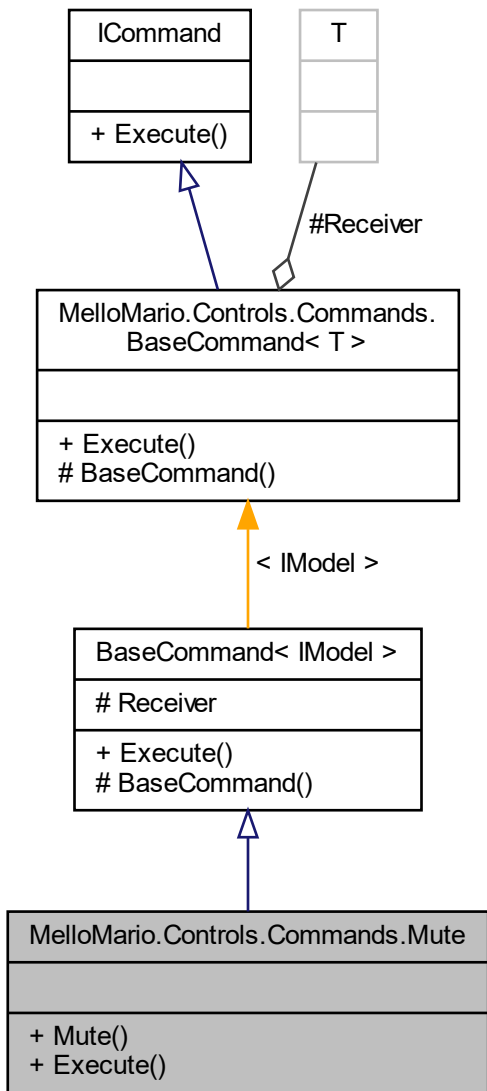 ICommand
+ Execute()
T
#Receiver
MelloMario.Controls.Commands.
BaseCommand< T >
+ Execute()
# BaseCommand()
< IModel >
BaseCommand< IModel >
# Receiver
+ Execute()
# BaseCommand()
MelloMario.Controls.Commands.Mute
+ Mute()
+ Execute()